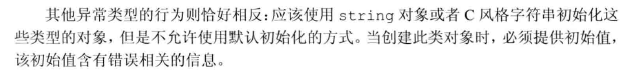 其他异常类型的行为则恰好相反：应该使用 string 对象或者 C 风格字符串初始化这
些类型的对象，但是不允许使用默认初始化的方式。当创建此类对象时，必须提供初始值，
该初始值含有错误相关的信息。